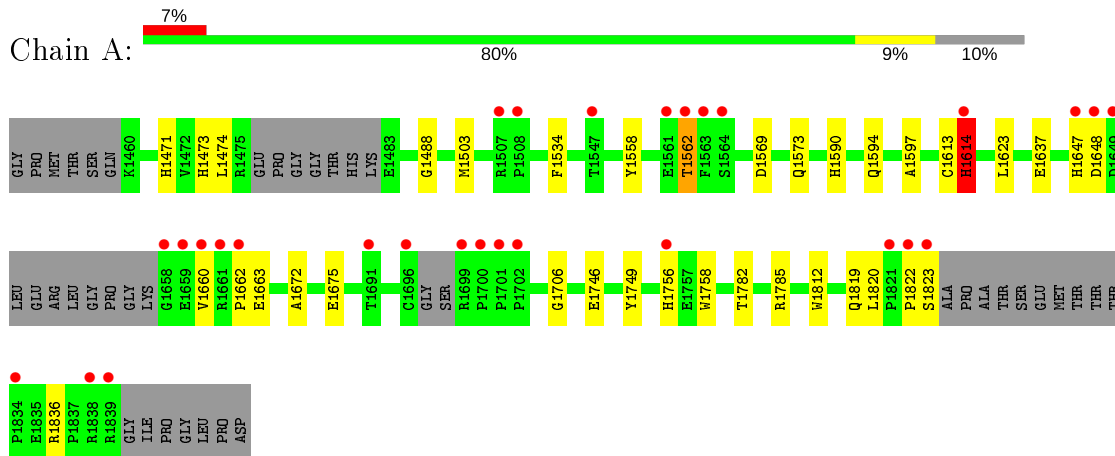 7%
Chain A:
80% 9% 10%
GLY PRO MET THR SER GLN K1460 H1471 V1472 H1473 L1474 R1475 GLU PRO GLY GLY THR HIS LYS E1483 G1488 M1503 R1507 P1508 F1534 T1547 Y1558 E1561 T1562 F1563 S1564 D1569 Q1573 H1590 Q1594 A1597 C1613 H1614 L1623 E1637 H1647 D1648 D1649
LEU GLU ARG LEU GLY PRO GLY LYS G1658 E1659 V1660 R1661 P1662 E1663 A1672 E1675 T1691 C1696 GLY SER R1699 P1700 P1701 P1702 G1706 E1746 Y1749 H1756 E1757 W1758 T1782 R1785 W1812 Q1819 L1820 P1821 P1822 S1823 ALA PRO ALA THR SER GLU MET THR THR THR
P1834 E1835 R1836 P1837 R1838 R1839 GLY ILE PRO GLY LEU PRO ASP